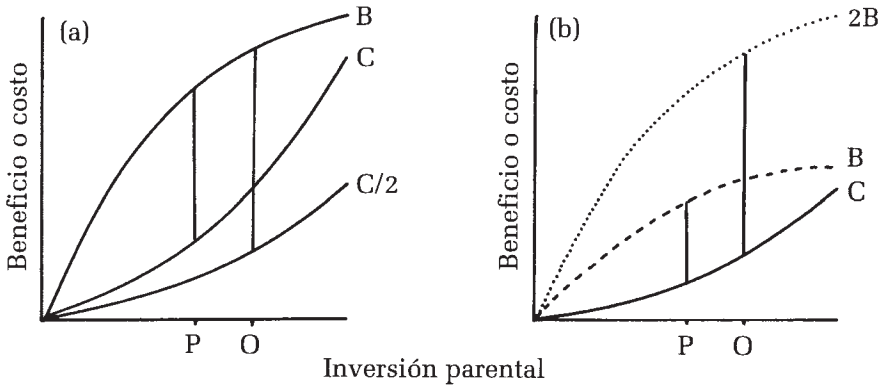 (a)
B
C
C/2
Beneficio o costo
P O
(b)
2B
B
C
Beneficio o costo
P O
Inversión parental